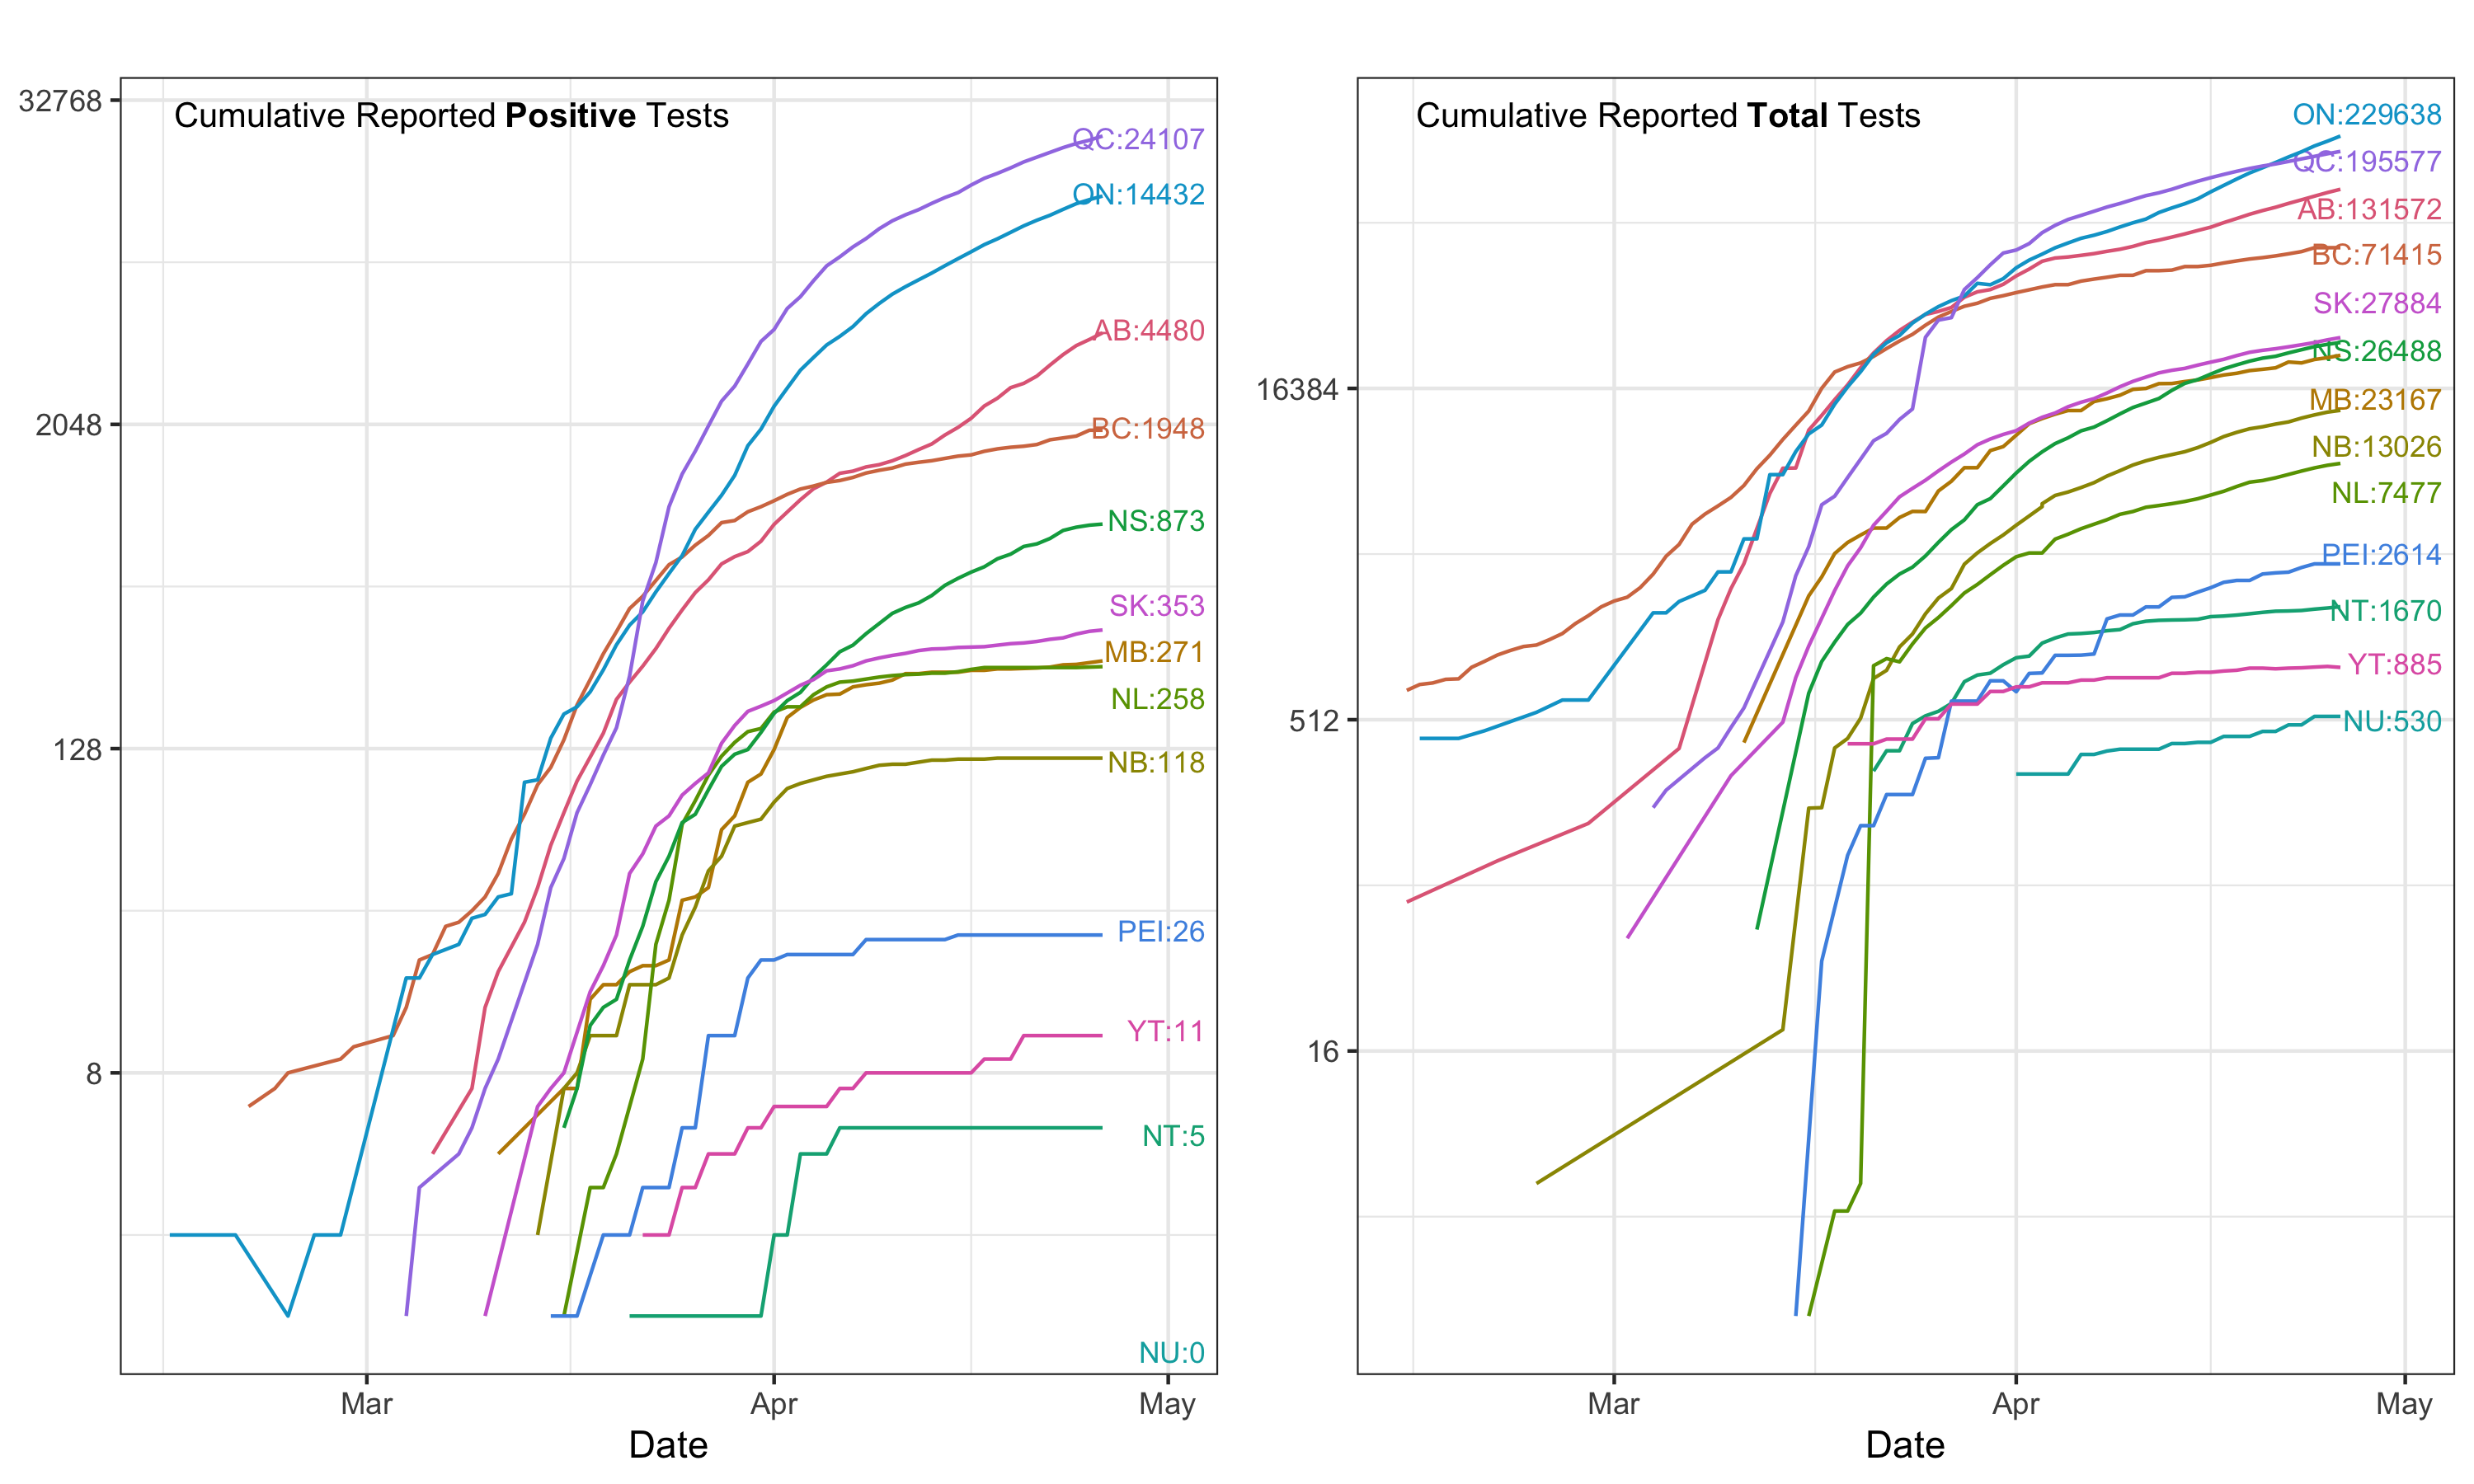 Cumulative Reported Positive Tests
32768
2048
128
8
QC:24107
ON:14432
AB:4480
BC:1948
NS:873
SK:353
MB:271
NL:258
NB:118
PEI:26
YT:11
NT:5
NU:0
Mar
Apr
May
Date
Cumulative Reported Total Tests
16384
512
16
ON:229638
QC:195577
AB:131572
BC:71415
SK:27884
NS:26488
MB:23167
NB:13026
NL:7477
PEI:2614
NT:1670
YT:885
NU:530
Mar
Apr
May
Date